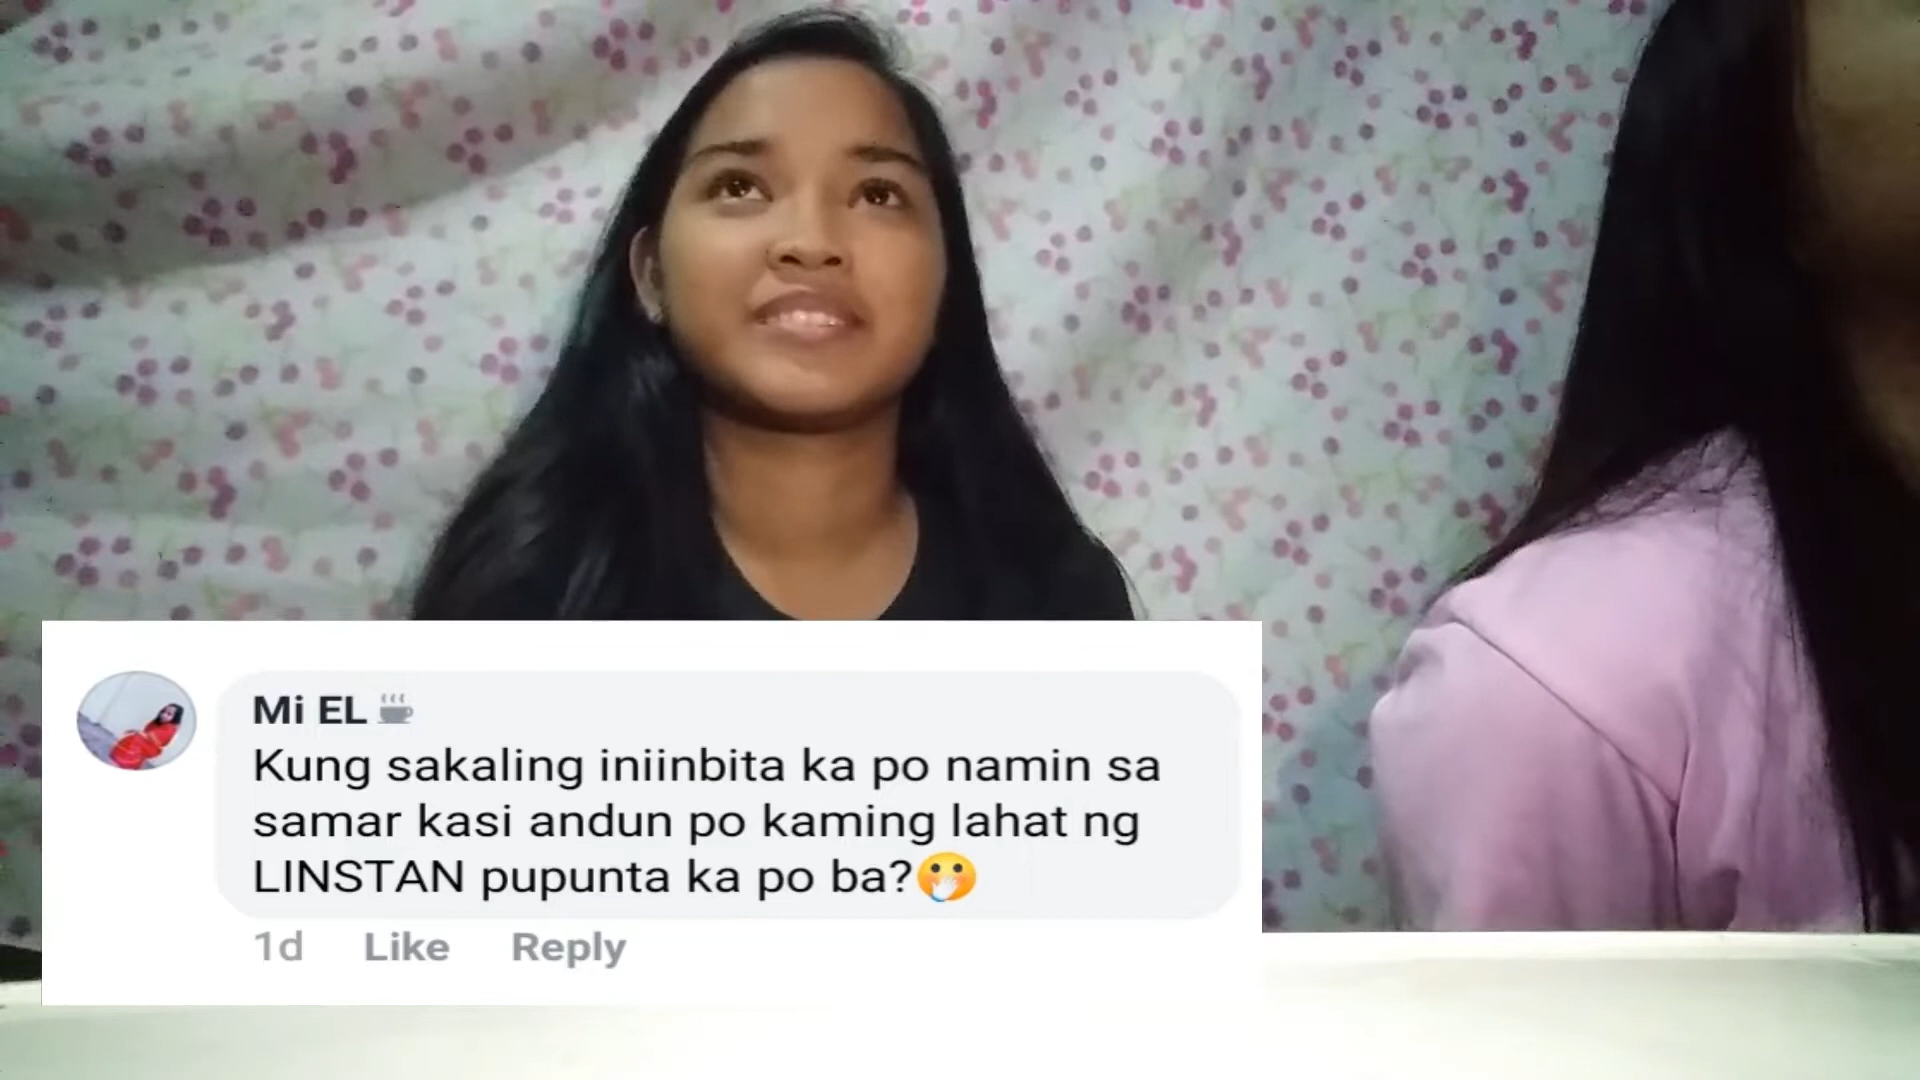 Mi EL ☕
Kung sakaling iniinbita ka po namin sa
samar kasi andun po kaming lahat ng
LINSTAN pupunta ka po ba?🫢
1d Like Reply